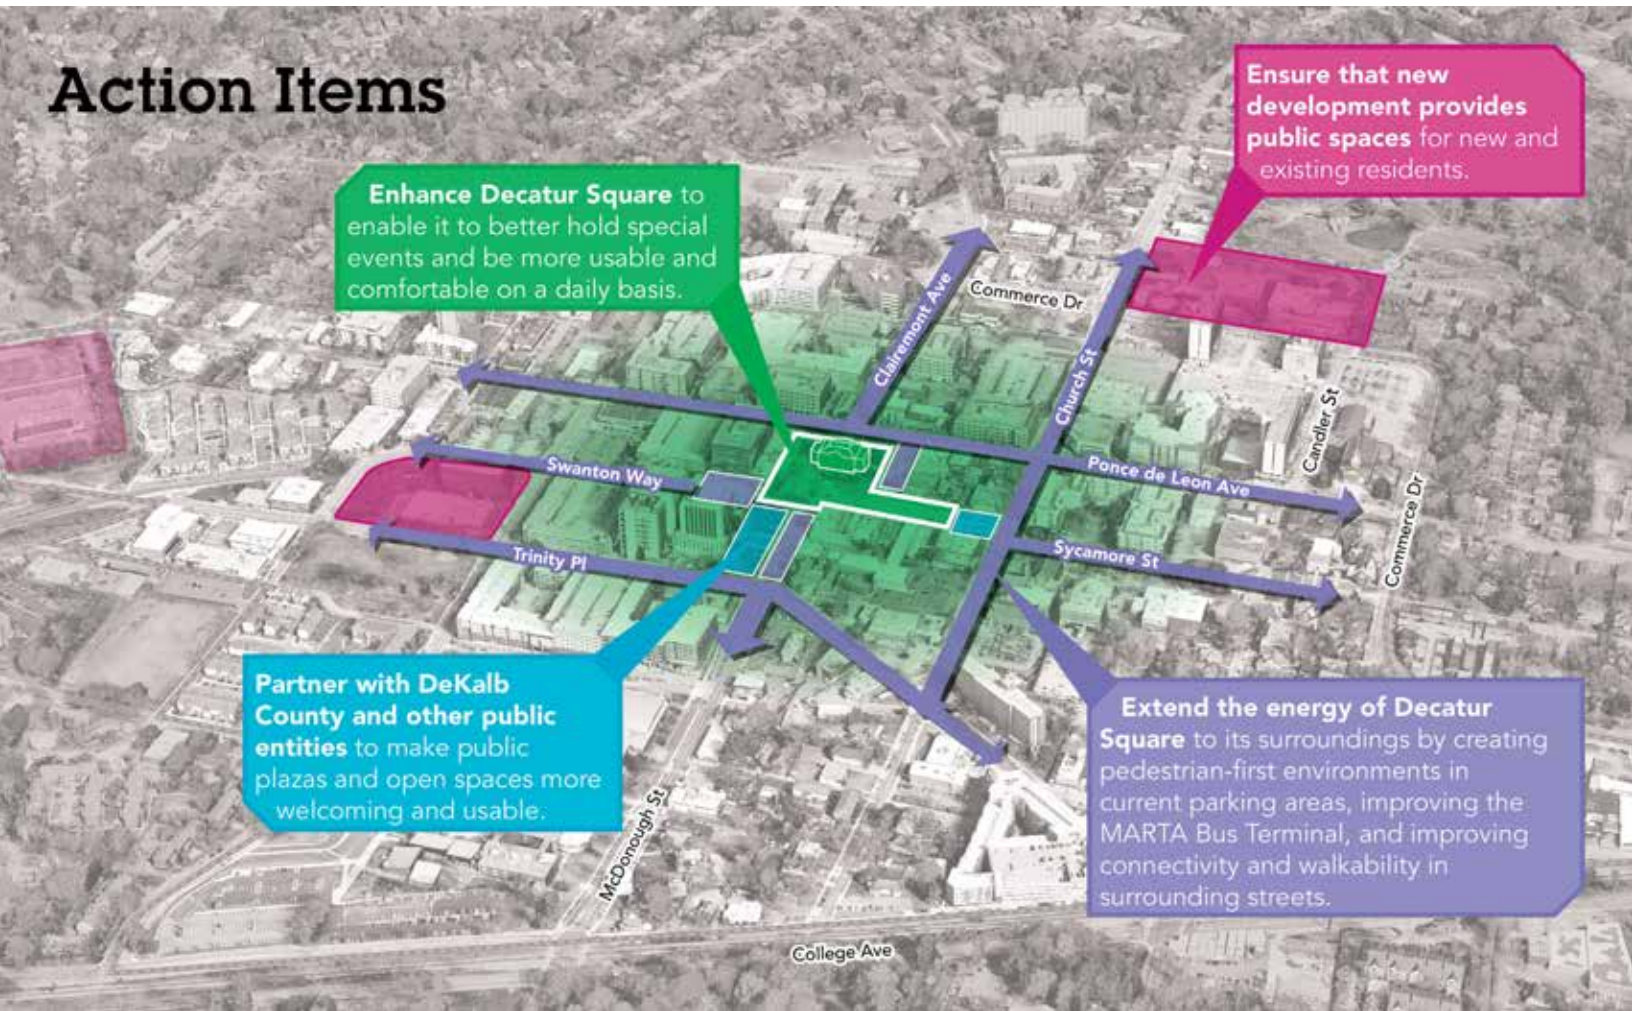 Action Items
Ensure that new
development provides
public spaces for new and
existing residents.
Enhance Decatur Square to
enable it to better hold special
events and be more usable and
comfortable on a daily basis.
Commerce Dr
Clairemont Ave
Church St
Candler St
Ponce de Leon Ave
Commerce Dr
Swanton Way
Trinity Pl
Sycamore St
Partner with DeKalb
County and other public
entities to make public
plazas and open spaces more
welcoming and usable.
Extend the energy of Decatur
Square to its surroundings by creating
pedestrian-first environments in
current parking areas, improving the
MARTA Bus Terminal, and improving
connectivity and walkability in
surrounding streets.
McDonough St
College Ave